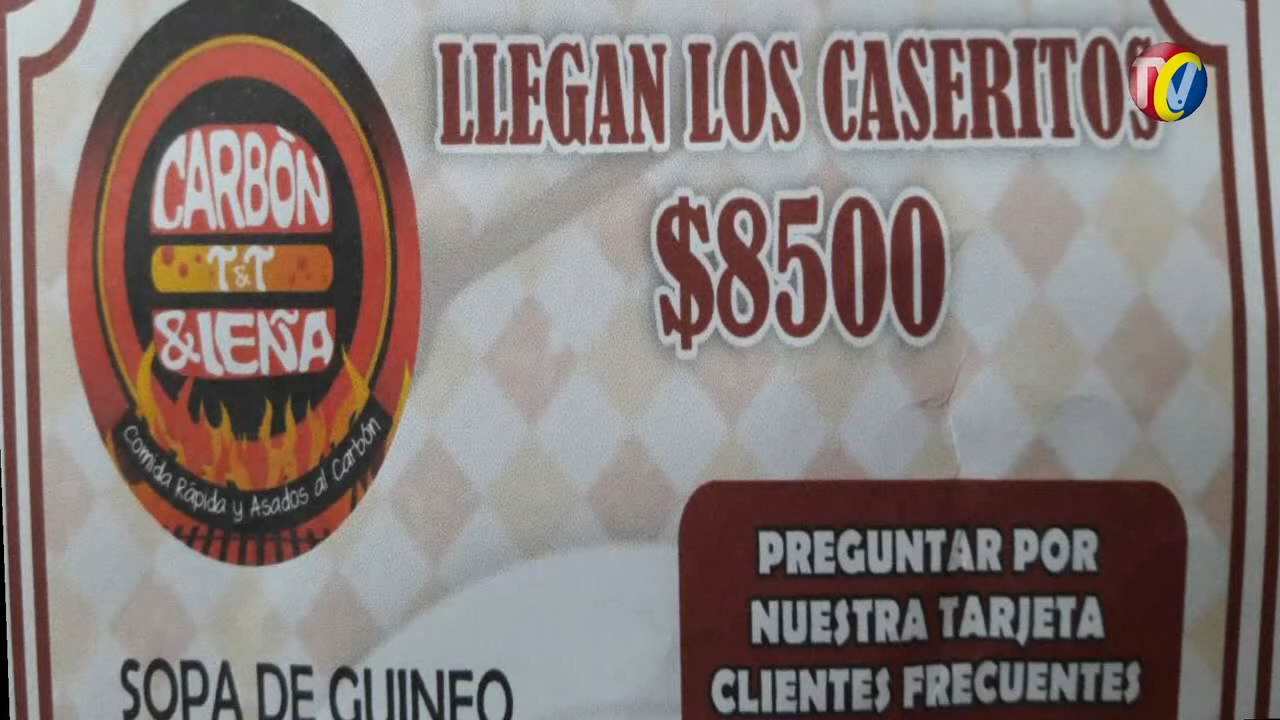 LLEGAN LOS CASERITOS
TC!
$8500
CARBÒN
T&T
&LEÑA
Comida Rápida y Asados al Carbón
PREGUNTAR POR
NUESTRA TARJETA
CLIENTES FRECUENTES
SOPA DE GUINEO